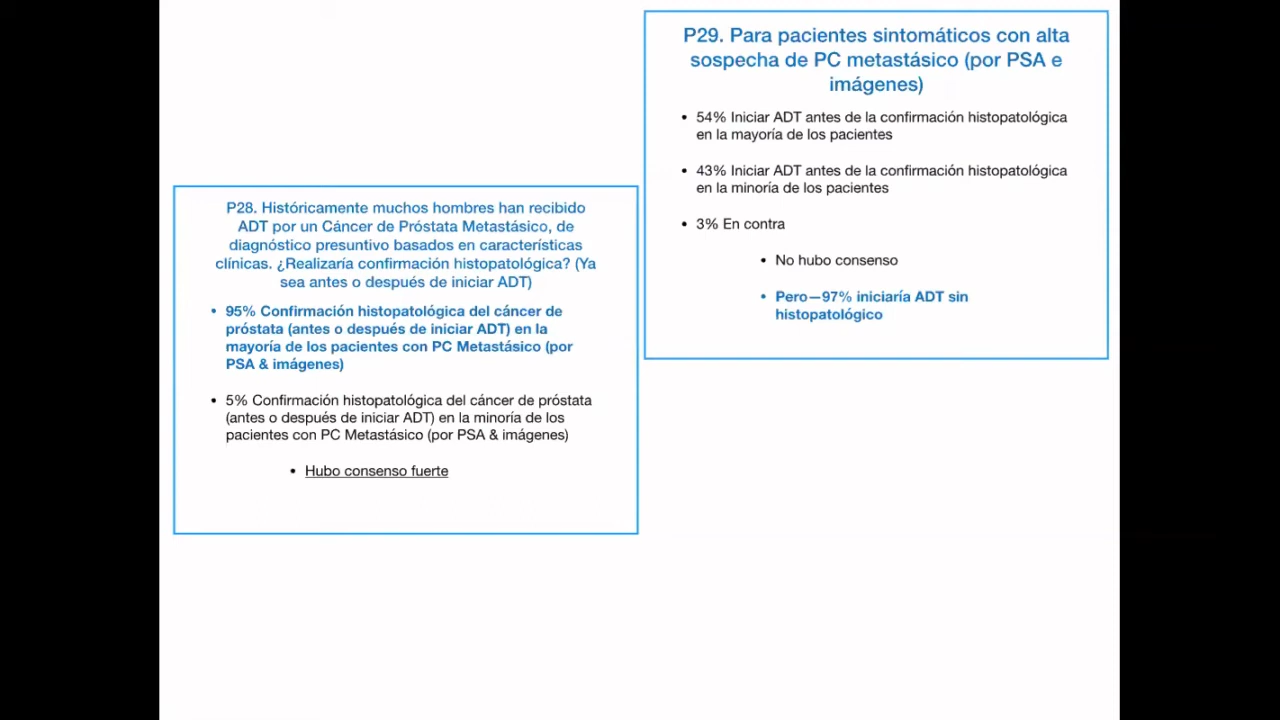 P28. Históricamente muchos hombres han recibido
ADT por un Cáncer de Próstata Metastásico, de
diagnóstico presuntivo basados en características
clínicas. ¿Realizaría confirmación histopatológica? (Ya
sea antes o después de iniciar ADT)
• 95% Confirmación histopatológica del cáncer de
próstata (antes o después de iniciar ADT) en la
mayoría de los pacientes con PC Metastásico (por
PSA & imágenes)
• 5% Confirmación histopatológica del cáncer de próstata
(antes o después de iniciar ADT) en la minoría de los
pacientes con PC Metastásico (por PSA & imágenes)
• Hubo consenso fuerte
P29. Para pacientes sintomáticos con alta
sospecha de PC metastásico (por PSA e
imágenes)
• 54% Iniciar ADT antes de la confirmación histopatológica
en la mayoría de los pacientes
• 43% Iniciar ADT antes de la confirmación histopatológica
en la minoría de los pacientes
• 3% En contra
• No hubo consenso
• Pero—97% iniciaría ADT sin
histopatológico